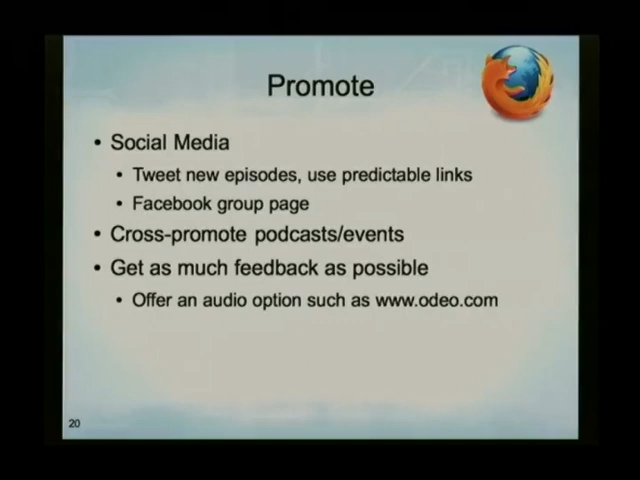 Promote
• Social Media
• Tweet new episodes, use predictable links
• Facebook group page
• Cross-promote podcasts/events
• Get as much feedback as possible
• Offer an audio option such as www.odeo.com
20